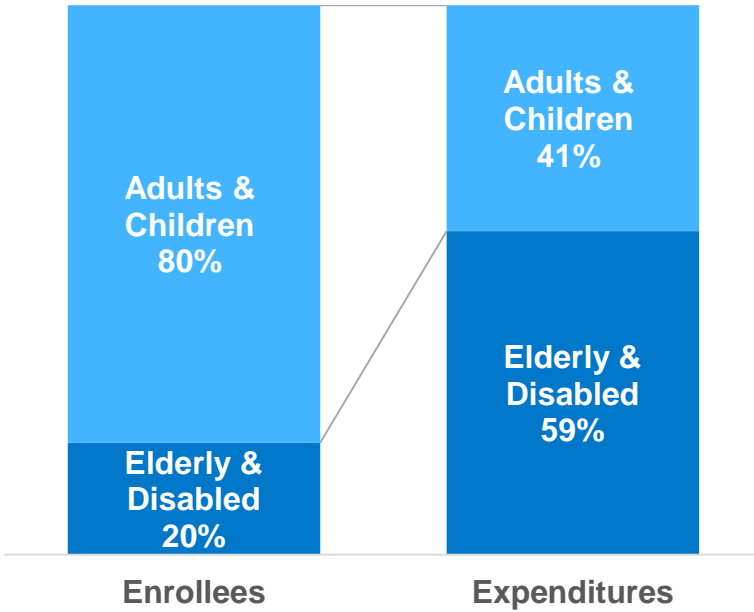 Adults &
Children
80%
Elderly &
Disabled
20%
Adults &
Children
41%
Elderly &
Disabled
59%
Enrollees
Expenditures